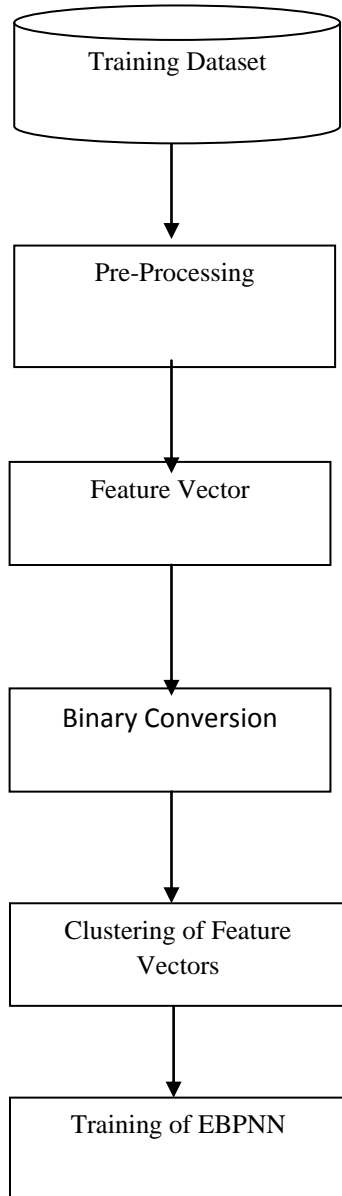 Training Dataset
Pre-Processing
Feature Vector
Binary Conversion
Clustering of Feature
Vectors
Training of EBPNN